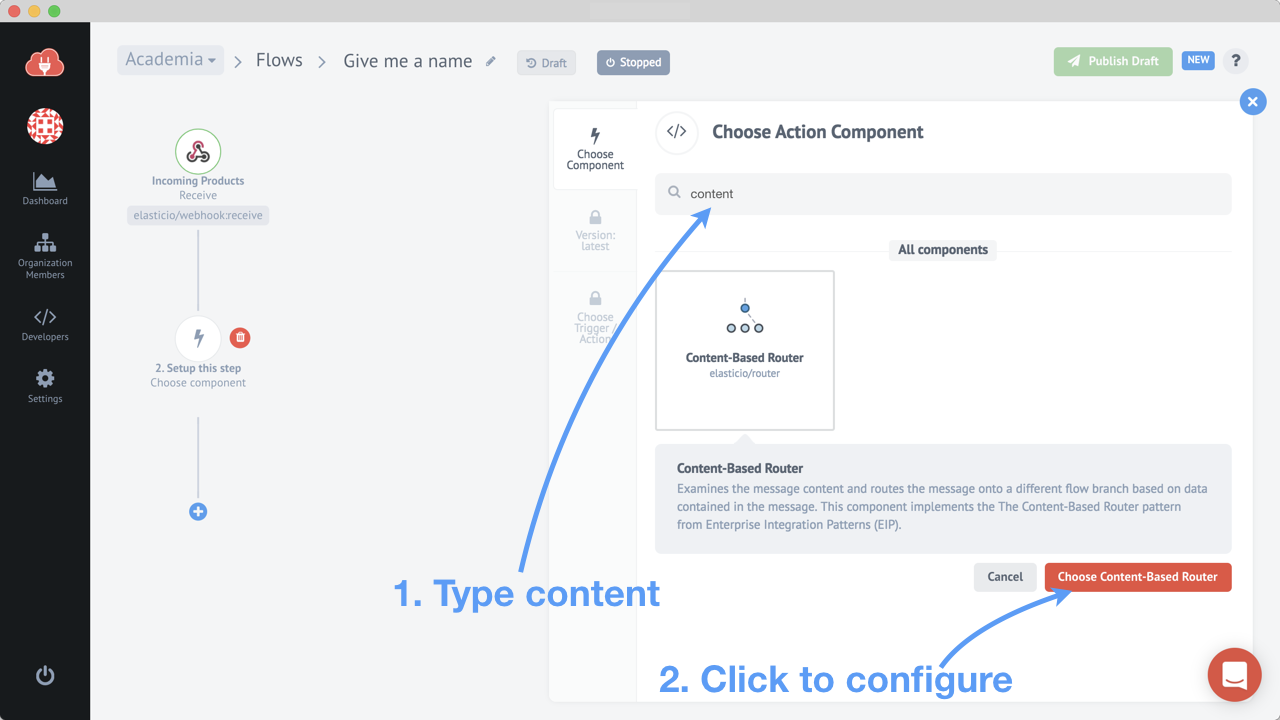 Academia
Flows
Give me a name
Draft
Stopped
Publish Draft
NEW
?
Dashboard
Organization
Members
Developers
Settings
Incoming Products
Receive
elasticio/webhook:receive
2. Setup this step
Choose component
Choose
Component
Version:
latest
Choose
Trigger /
Action
Choose Action Component
content
All components
Content-Based Router
elasticio/router
Content-Based Router
Examines the message content and routes the message onto a different flow branch based on data
contained in the message. This component implements the The Content-Based Router pattern
from Enterprise Integration Patterns (EIP).
Cancel
Choose Content-Based Router
1. Type content
2. Click to configure